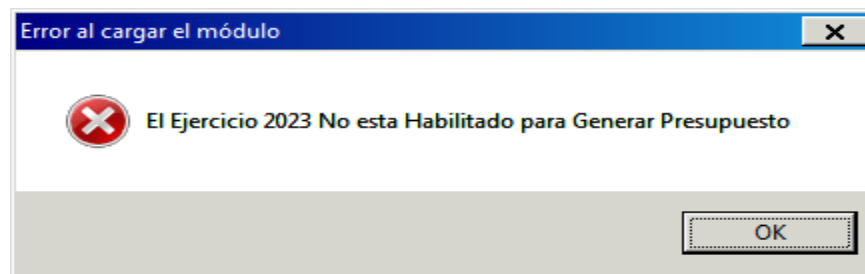 Error al cargar el módulo
El Ejercicio 2023 No esta Habilitado para Generar Presupuesto
OK